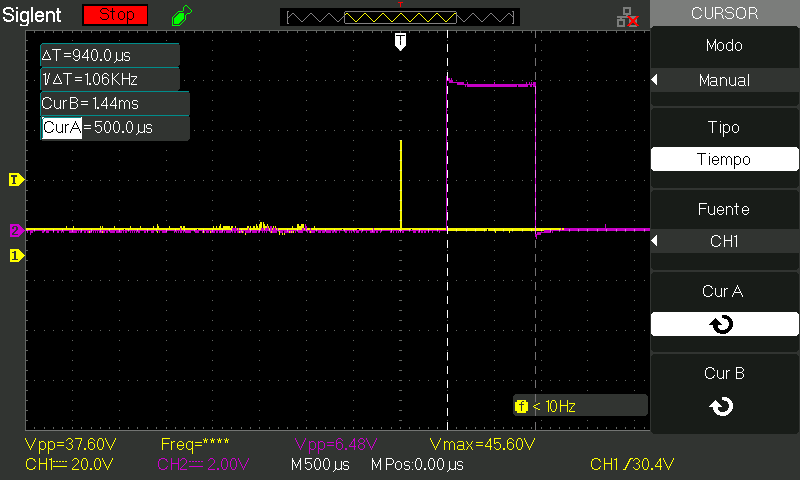 Siglent Stop T CURSOR
ΔT=940.0µs
1/ΔT=1.06KHz
CurB=1.44ms
CurA=500.0µs
T
T
2
1
Modo
Manual
Tipo
Tiempo
Fuente
CH1
Cur A
Cur B
f < 10Hz
Vpp=37.60V Freq=**** Vpp=6.48V Vmax=45.60V
CH1 20.0V CH2 2.00V M 500µs M Pos:0.00µs CH1 30.4V